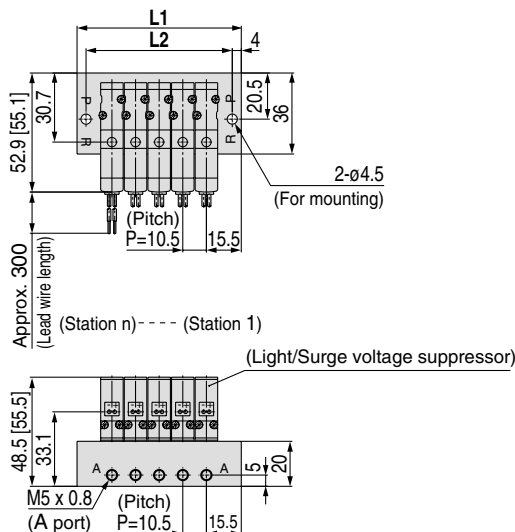 L1
L2
4
30.7
52.9 [55.1]
P
R
P
R
20.5
36
2-ø4.5
(For mounting)
(Pitch)
P=10.5
15.5
Approx. 300
(Lead wire length)
(Station n)---- (Station 1)
(Light/Surge voltage suppressor)
48.5 [55.5]
33.1
A
A
5
20
M5 x 0.8
(A port)
(Pitch)
P=10.5
15.5